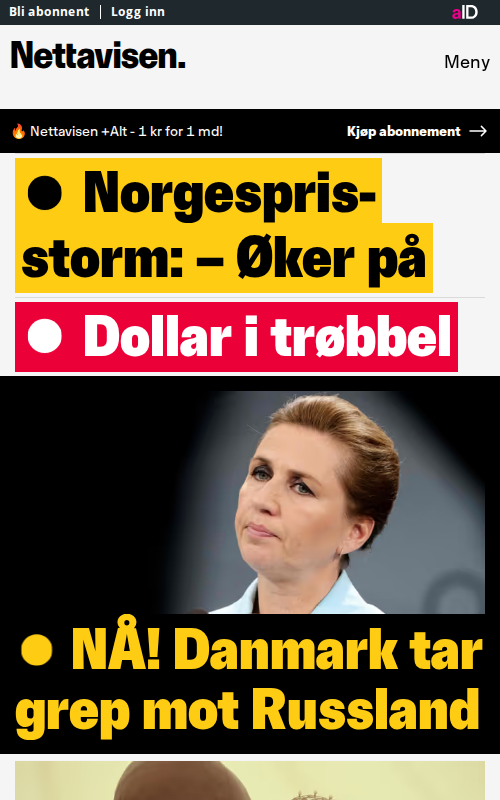 Bli abonnent | Logg inn
aID
Nettavisen.
Meny
🔥 Nettavisen +Alt - 1 kr for 1 md!
Kjøp abonnement →
● Norgespris-
storm: – Øker på
● Dollar i trøbbel
● NÅ! Danmark tar
grep mot Russland